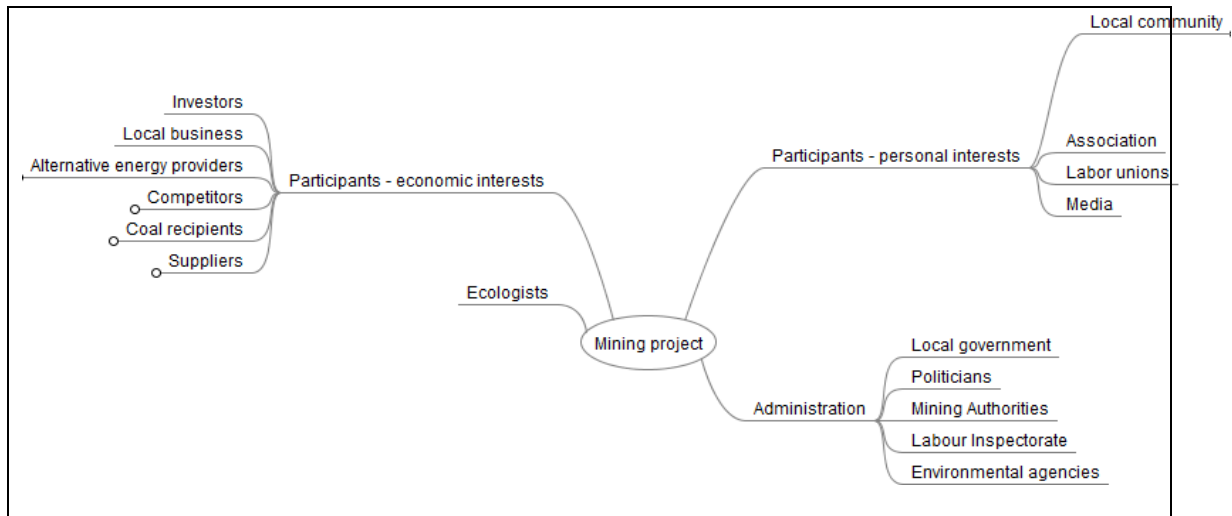 Local community
Investors
Local business
Alternative energy providers
Competitors
Coal recipients
Suppliers
Participants - economic interests
Participants - personal interests
Association
Labor unions
Media
Ecologists
Mining project
Administration
Local government
Politicians
Mining Authorities
Labour Inspectorate
Environmental agencies